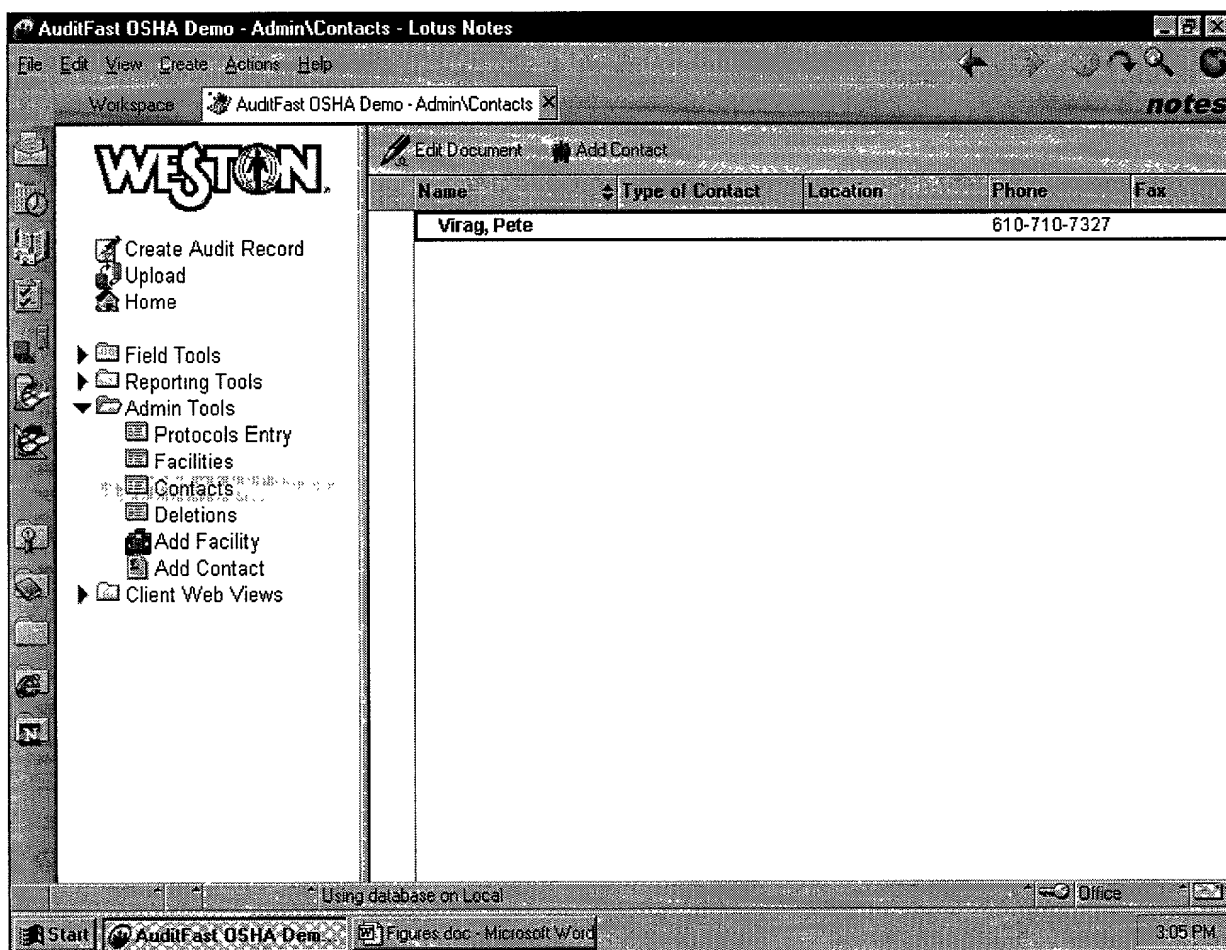 AuditFast OSHA Demo - Admin\Contacts - Lotus Notes
File Edit View Create Actions Help
Workspace AuditFast OSHA Demo - Admin\Contacts
notes
WESTON
Edit Document Add Contact
Name Type of Contact Location Phone Fax
Virag, Pete 610-710-7327
Create Audit Record
Upload
Home
Field Tools
Reporting Tools
Admin Tools
Protocols Entry
Facilities
Contacts
Deletions
Add Facility
Add Contact
Client Web Views
Using database on Local
Office
Start AuditFast OSHA Dem... Figures.doc - Microsoft Word 3:05 PM